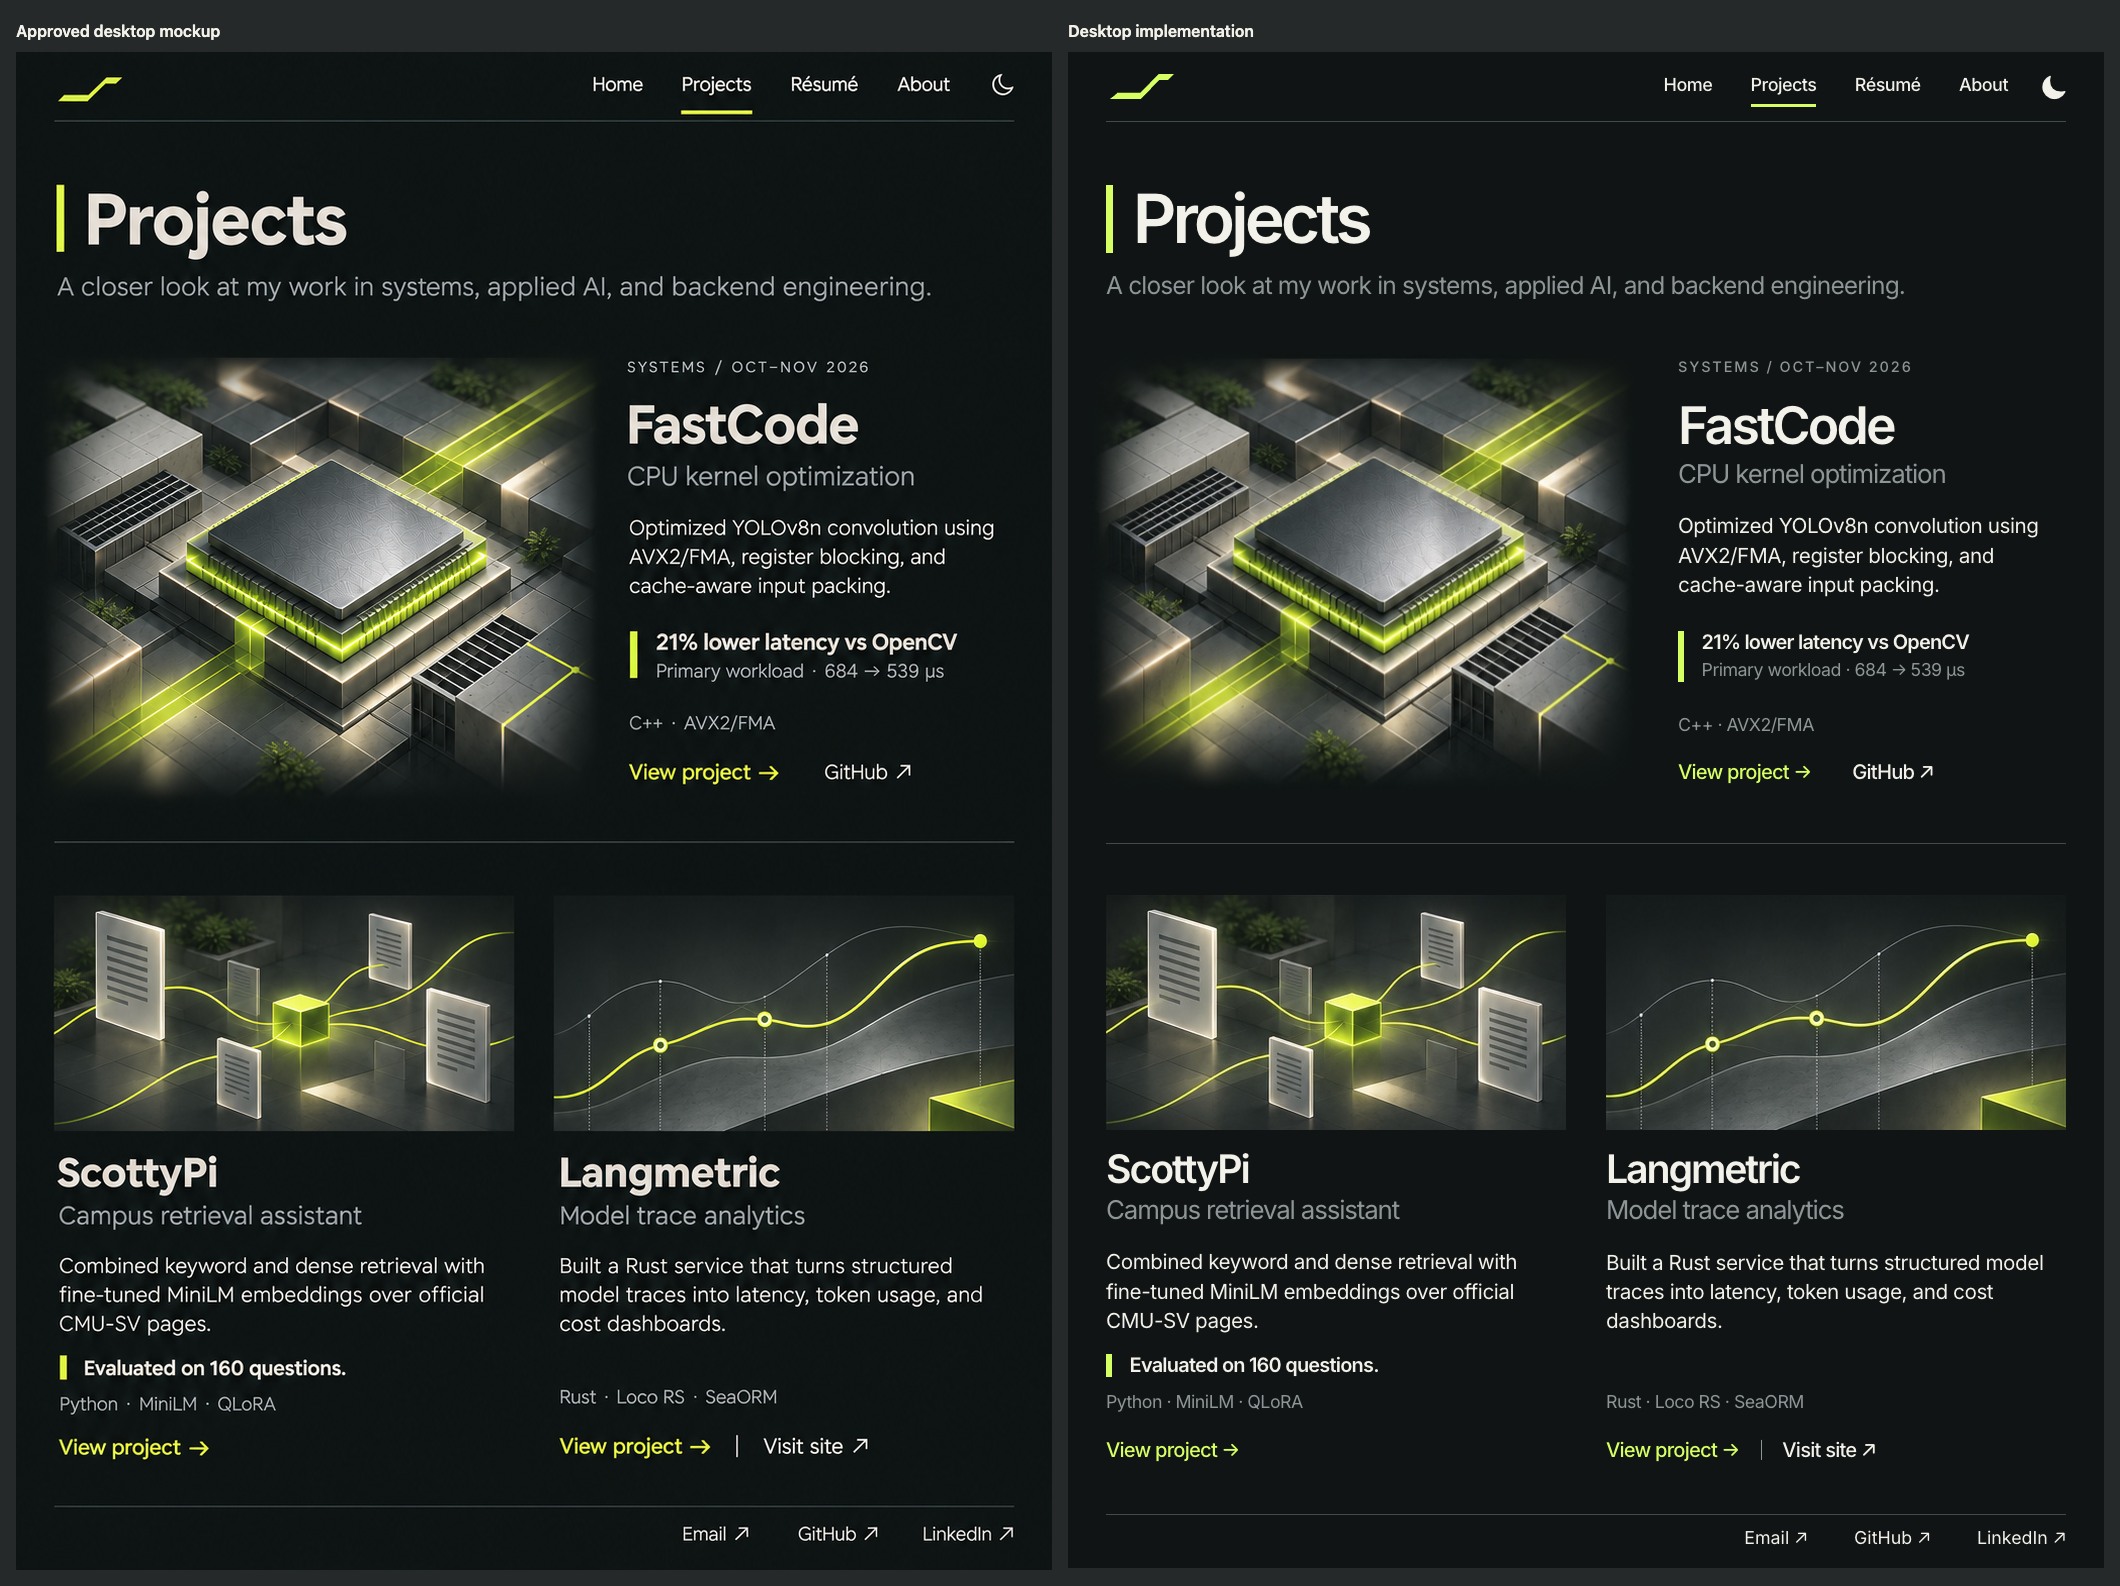 Approved desktop mockup
Home Projects Résumé About
Projects
A closer look at my work in systems, applied AI, and backend engineering.
SYSTEMS / OCT–NOV 2026
FastCode
CPU kernel optimization
Optimized YOLOv8n convolution using
AVX2/FMA, register blocking, and
cache-aware input packing.
21% lower latency vs OpenCV
Primary workload · 684 → 539 µs
C++ · AVX2/FMA
View project → GitHub ↗
ScottyPi
Campus retrieval assistant
Combined keyword and dense retrieval with
fine-tuned MiniLM embeddings over official
CMU-SV pages.
Evaluated on 160 questions.
Python · MiniLM · QLoRA
View project →
Langmetric
Model trace analytics
Built a Rust service that turns structured
model traces into latency, token usage, and
cost dashboards.
Rust · Loco RS · SeaORM
View project → | Visit site ↗
Email ↗ GitHub ↗ LinkedIn ↗
Desktop implementation
Home Projects Résumé About
Projects
A closer look at my work in systems, applied AI, and backend engineering.
SYSTEMS / OCT–NOV 2026
FastCode
CPU kernel optimization
Optimized YOLOv8n convolution using
AVX2/FMA, register blocking, and
cache-aware input packing.
21% lower latency vs OpenCV
Primary workload · 684 → 539 µs
C++ · AVX2/FMA
View project → GitHub ↗
ScottyPi
Campus retrieval assistant
Combined keyword and dense retrieval with
fine-tuned MiniLM embeddings over official
CMU-SV pages.
Evaluated on 160 questions.
Python · MiniLM · QLoRA
View project →
Langmetric
Model trace analytics
Built a Rust service that turns structured model
traces into latency, token usage, and cost
dashboards.
Rust · Loco RS · SeaORM
View project → | Visit site ↗
Email ↗ GitHub ↗ LinkedIn ↗